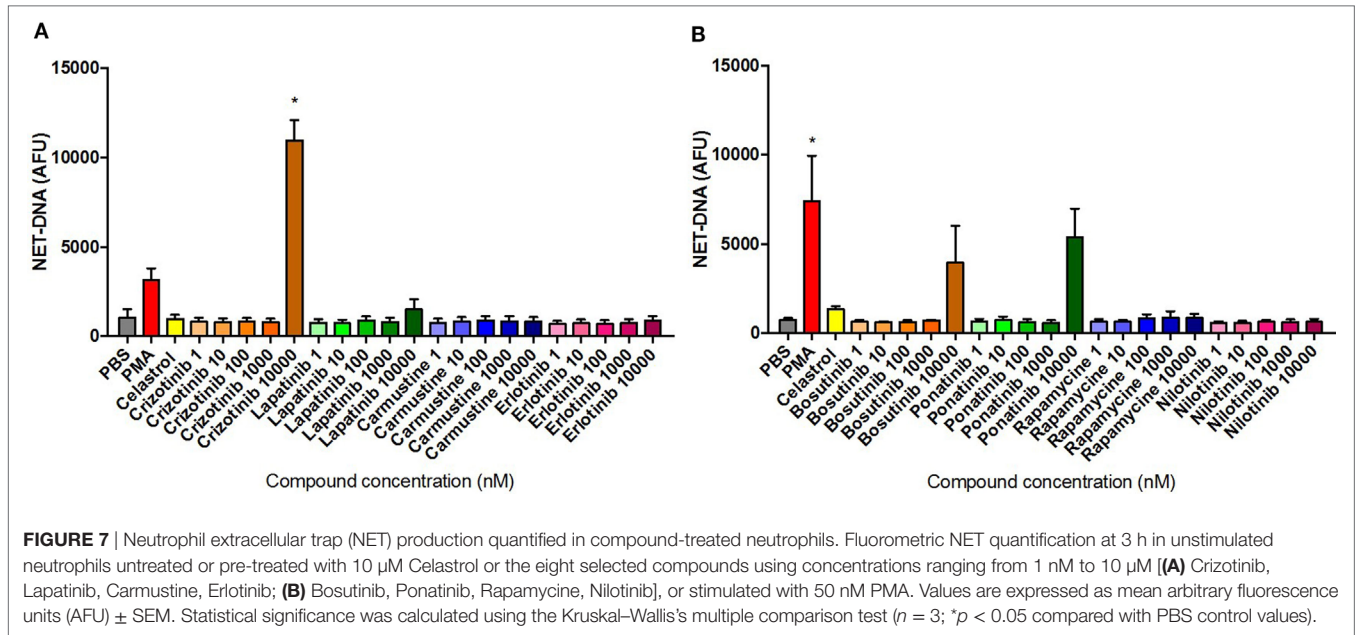 A
15000
10000
5000
0
NET-DNA (AFU)
*
PBS
PMA
Celastrol
Crizotinib 1
Crizotinib 10
Crizotinib 100
Crizotinib 1000
Crizotinib 10000
Lapatinib 1
Lapatinib 10
Lapatinib 100
Lapatinib 1000
Lapatinib 10000
Carmustine 1
Carmustine 10
Carmustine 100
Carmustine 1000
Carmustine 10000
Erlotinib 1
Erlotinib 10
Erlotinib 100
Erlotinib 1000
Erlotinib 10000
Compound concentration (nM)
B
15000
10000
5000
0
NET-DNA (AFU)
*
PBS
PMA
Celastrol
Bosutinib 1
Bosutinib 10
Bosutinib 100
Bosutinib 1000
Bosutinib 10000
Ponatinib 1
Ponatinib 10
Ponatinib 100
Ponatinib 1000
Ponatinib 10000
Rapamycine 1
Rapamycine 10
Rapamycine 100
Rapamycine 1000
Rapamycine 10000
Nilotinib 1
Nilotinib 10
Nilotinib 100
Nilotinib 1000
Nilotinib 10000
Compound concentration (nM)
FIGURE 7 | Neutrophil extracellular trap (NET) production quantified in compound-treated neutrophils. Fluorometric NET quantification at 3 h in unstimulated
neutrophils untreated or pre-treated with 10 µM Celastrol or the eight selected compounds using concentrations ranging from 1 nM to 10 µM [(A) Crizotinib,
Lapatinib, Carmustine, Erlotinib; (B) Bosutinib, Ponatinib, Rapamycine, Nilotinib], or stimulated with 50 nM PMA. Values are expressed as mean arbitrary fluorescence
units (AFU) ± SEM. Statistical significance was calculated using the Kruskal–Wallis's multiple comparison test (n = 3; *p < 0.05 compared with PBS control values).